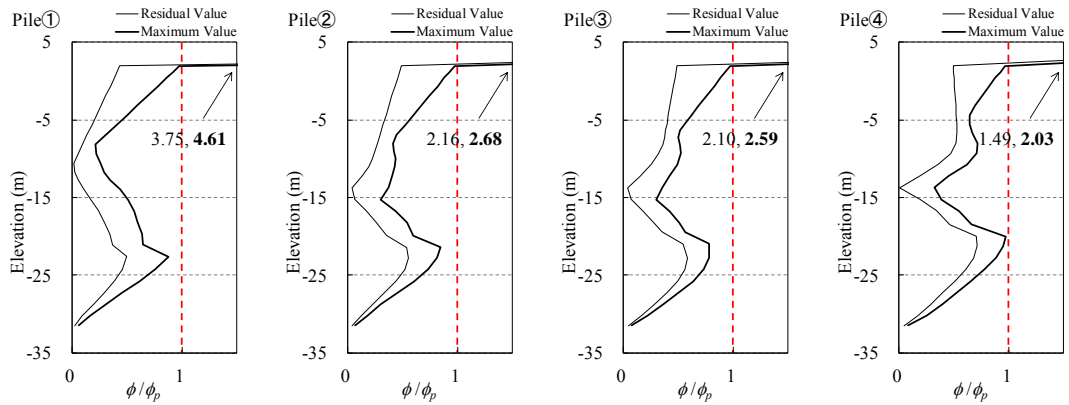 Pile①
Residual Value
Maximum Value
5
-5
-15
-25
-35
Elevation (m)
3.75, 4.61
0
1
ϕ/ϕp
Pile②
Residual Value
Maximum Value
5
-5
-15
-25
-35
Elevation (m)
2.16, 2.68
0
1
ϕ/ϕp
Pile③
Residual Value
Maximum Value
5
-5
-15
-25
-35
Elevation (m)
2.10, 2.59
0
1
ϕ/ϕp
Pile④
Residual Value
Maximum Value
5
-5
-15
-25
-35
Elevation (m)
1.49, 2.03
0
1
ϕ/ϕp